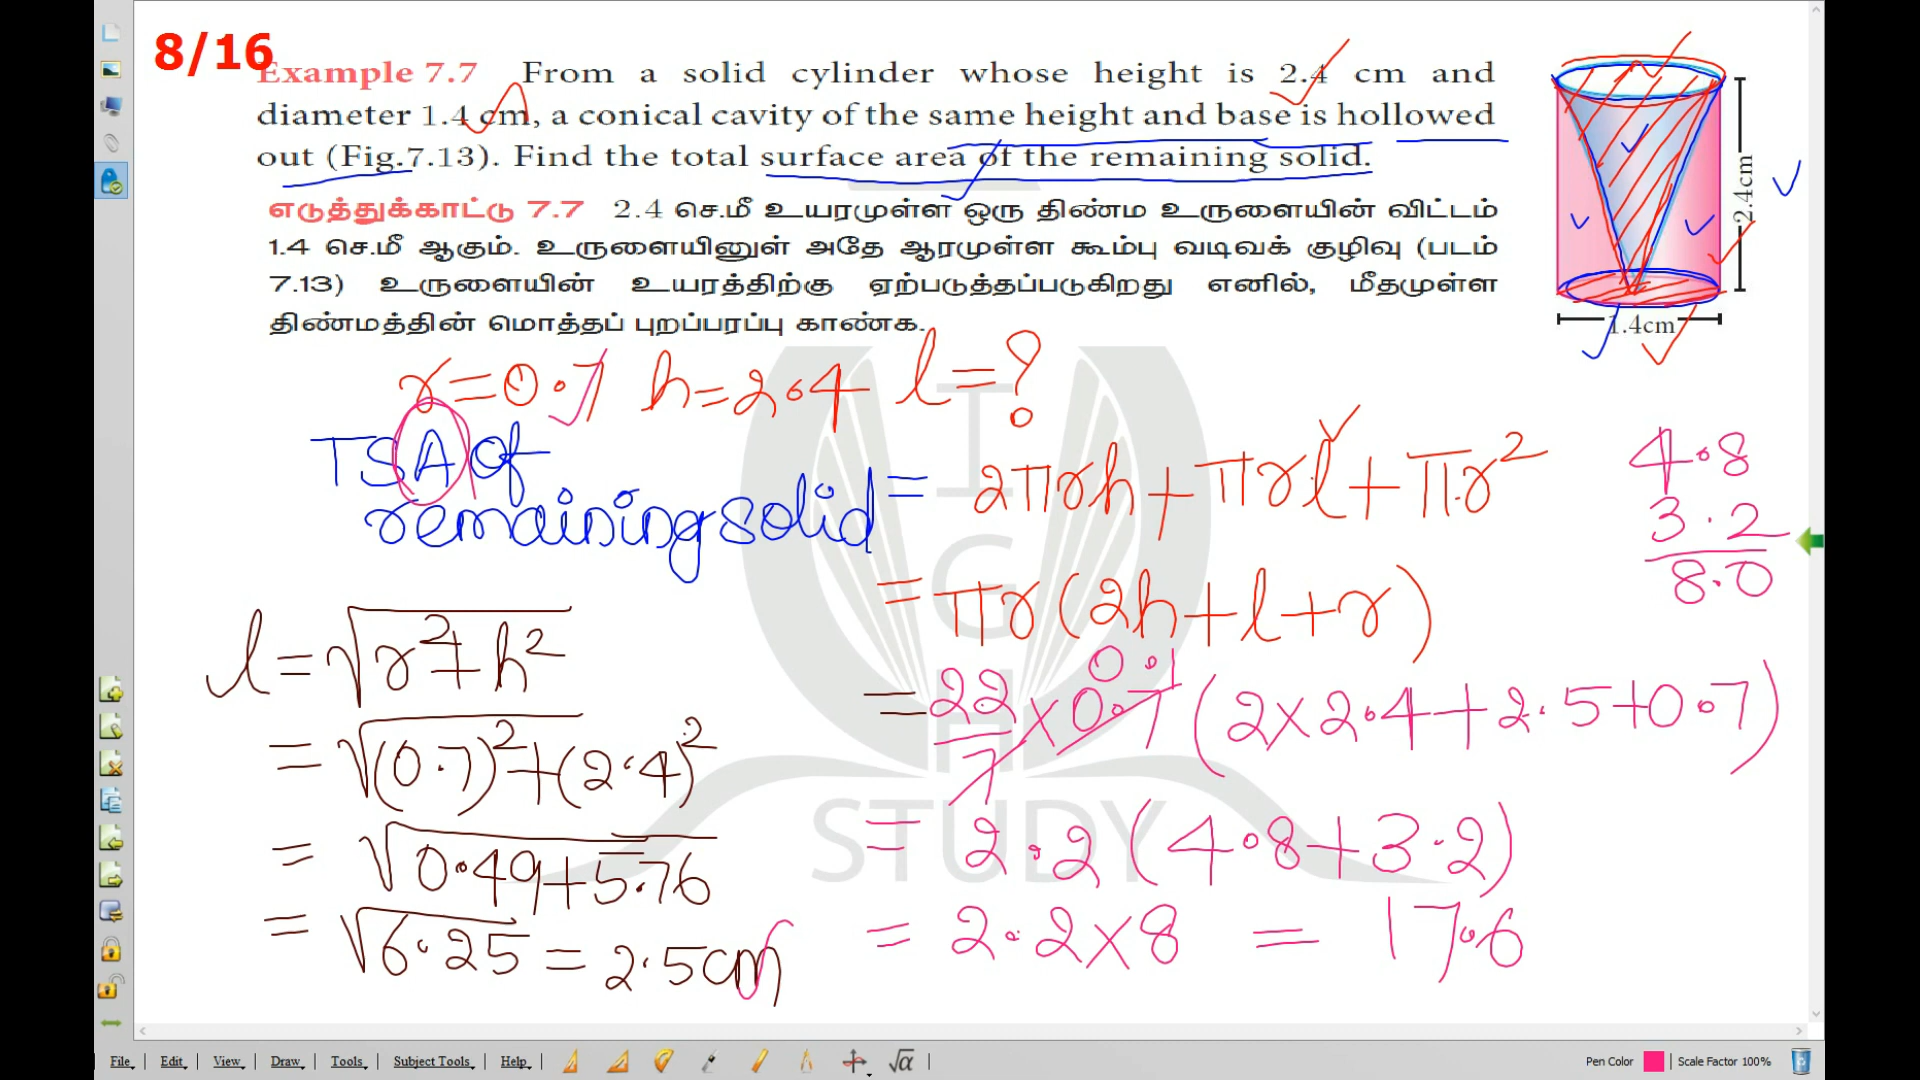 8/16
Example 7.7 From a solid cylinder whose height is 2.4 cm and
diameter 1.4 cm, a conical cavity of the same height and base is hollowed
out (Fig.7.13). Find the total surface area of the remaining solid.
எடுத்துக்காட்டு 7.7 2.4 செ.மீ உயரமுள்ள ஒரு திண்ம உருளையின் விட்டம்
1.4 செ.மீ ஆகும். உருளையினுள் அதே ஆரமுள்ள கூம்பு வடிவக் குழிவு (படம்
7.13) உருளையின் உயரத்திற்கு ஏற்படுத்தப்படுகிறது எனில், மீதமுள்ள
திண்மத்தின் மொத்தப் புறப்பரப்பு காண்க.
2.4cm
1.4cm
r=0.7 h=2.4 l=?
TSA of
remaining solid = 2πrh+πrl+πr²
= πr(2h+l+r)
= 22/7 × 0.7 (2×2.4+2.5+0.7)
0.1
= 2.2 (4.8+3.2)
= 2.2×8 = 17.6
4.8
3.2
8.0
l=√r²+h²
= √(0.7)²+(2.4)²
= √0.49+5.76
= √6.25 = 2.5cm
LIGHT
STUDY
File Edit View Draw Tools Subject Tools Help √α Pen Color Scale Factor 100%